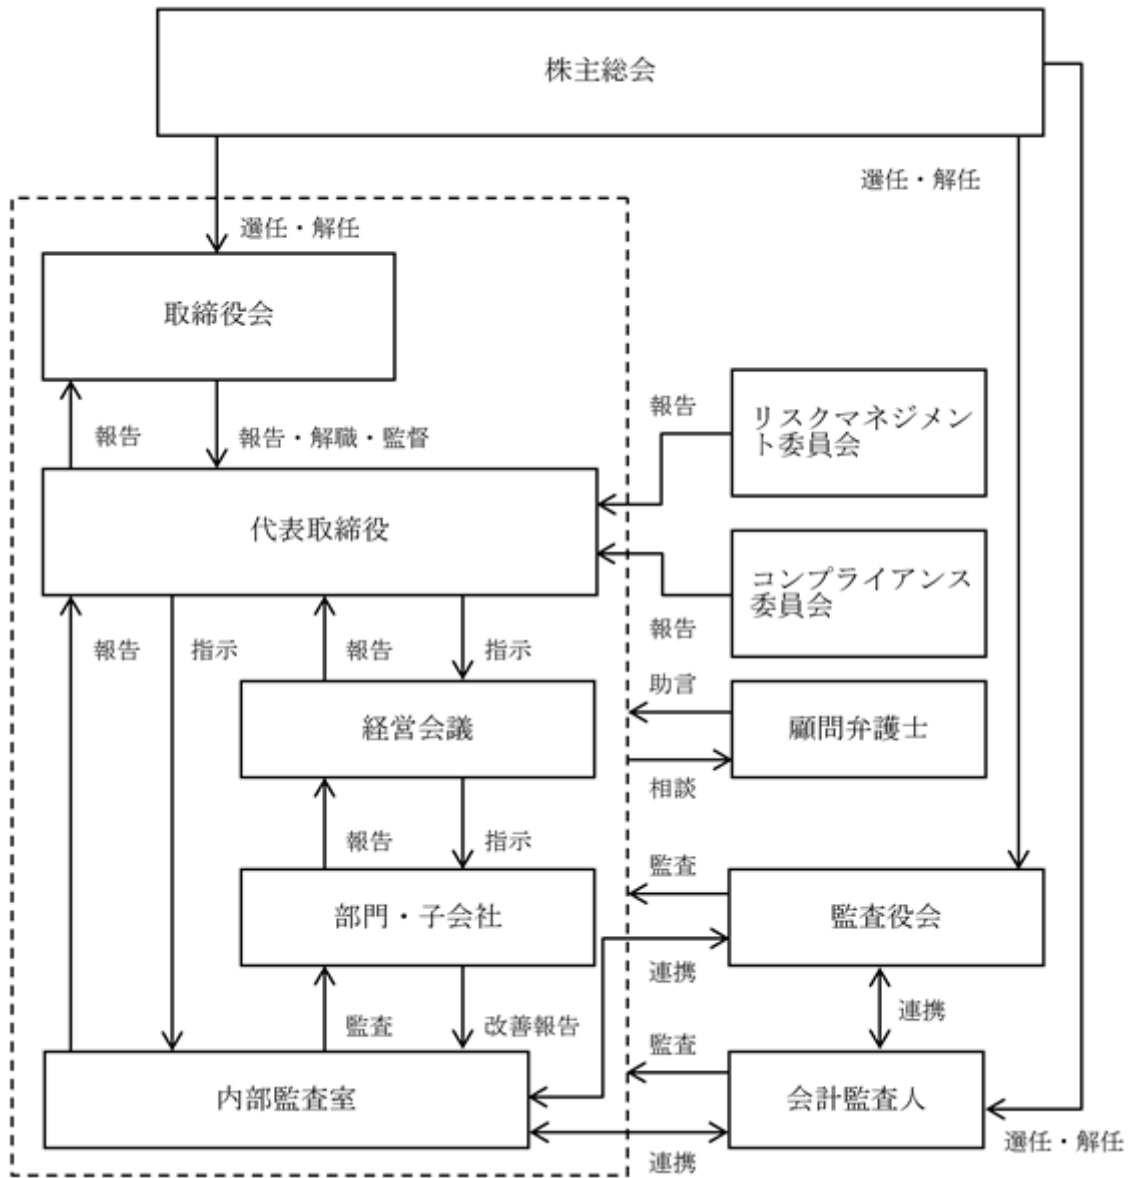 株主総会
選任・解任
選任・解任
取締役会
報告
報告・解職・監督
報告
リスクマネジメン
ト委員会
代表取締役
コンプライアンス
委員会
報告
報告
指示
報告
指示
助言
経営会議
顧問弁護士
相談
報告
指示
監査
部門・子会社
監査役会
連携
監査
改善報告
連携
監査
内部監査室
会計監査人
選任・解任
連携